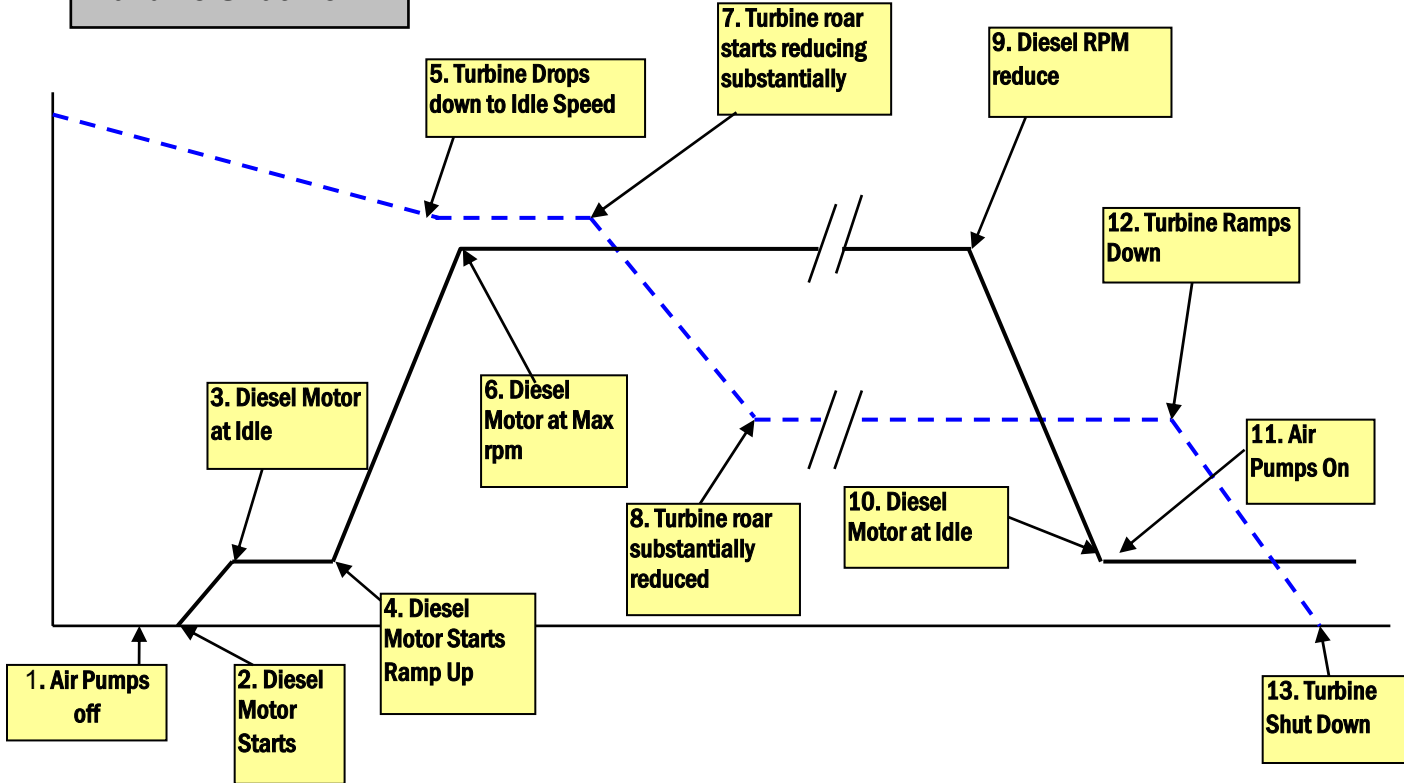 7. Turbine roar
starts reducing
substantially
9. Diesel RPM
reduce
5. Turbine Drops
down to Idle Speed
12. Turbine Ramps
Down
3. Diesel Motor
at Idle
6. Diesel
Motor at Max
rpm
11. Air
Pumps On
10. Diesel
Motor at Idle
8. Turbine roar
substantially
reduced
4. Diesel
Motor Starts
Ramp Up
1. Air Pumps
off
2. Diesel
Motor
Starts
13. Turbine
Shut Down